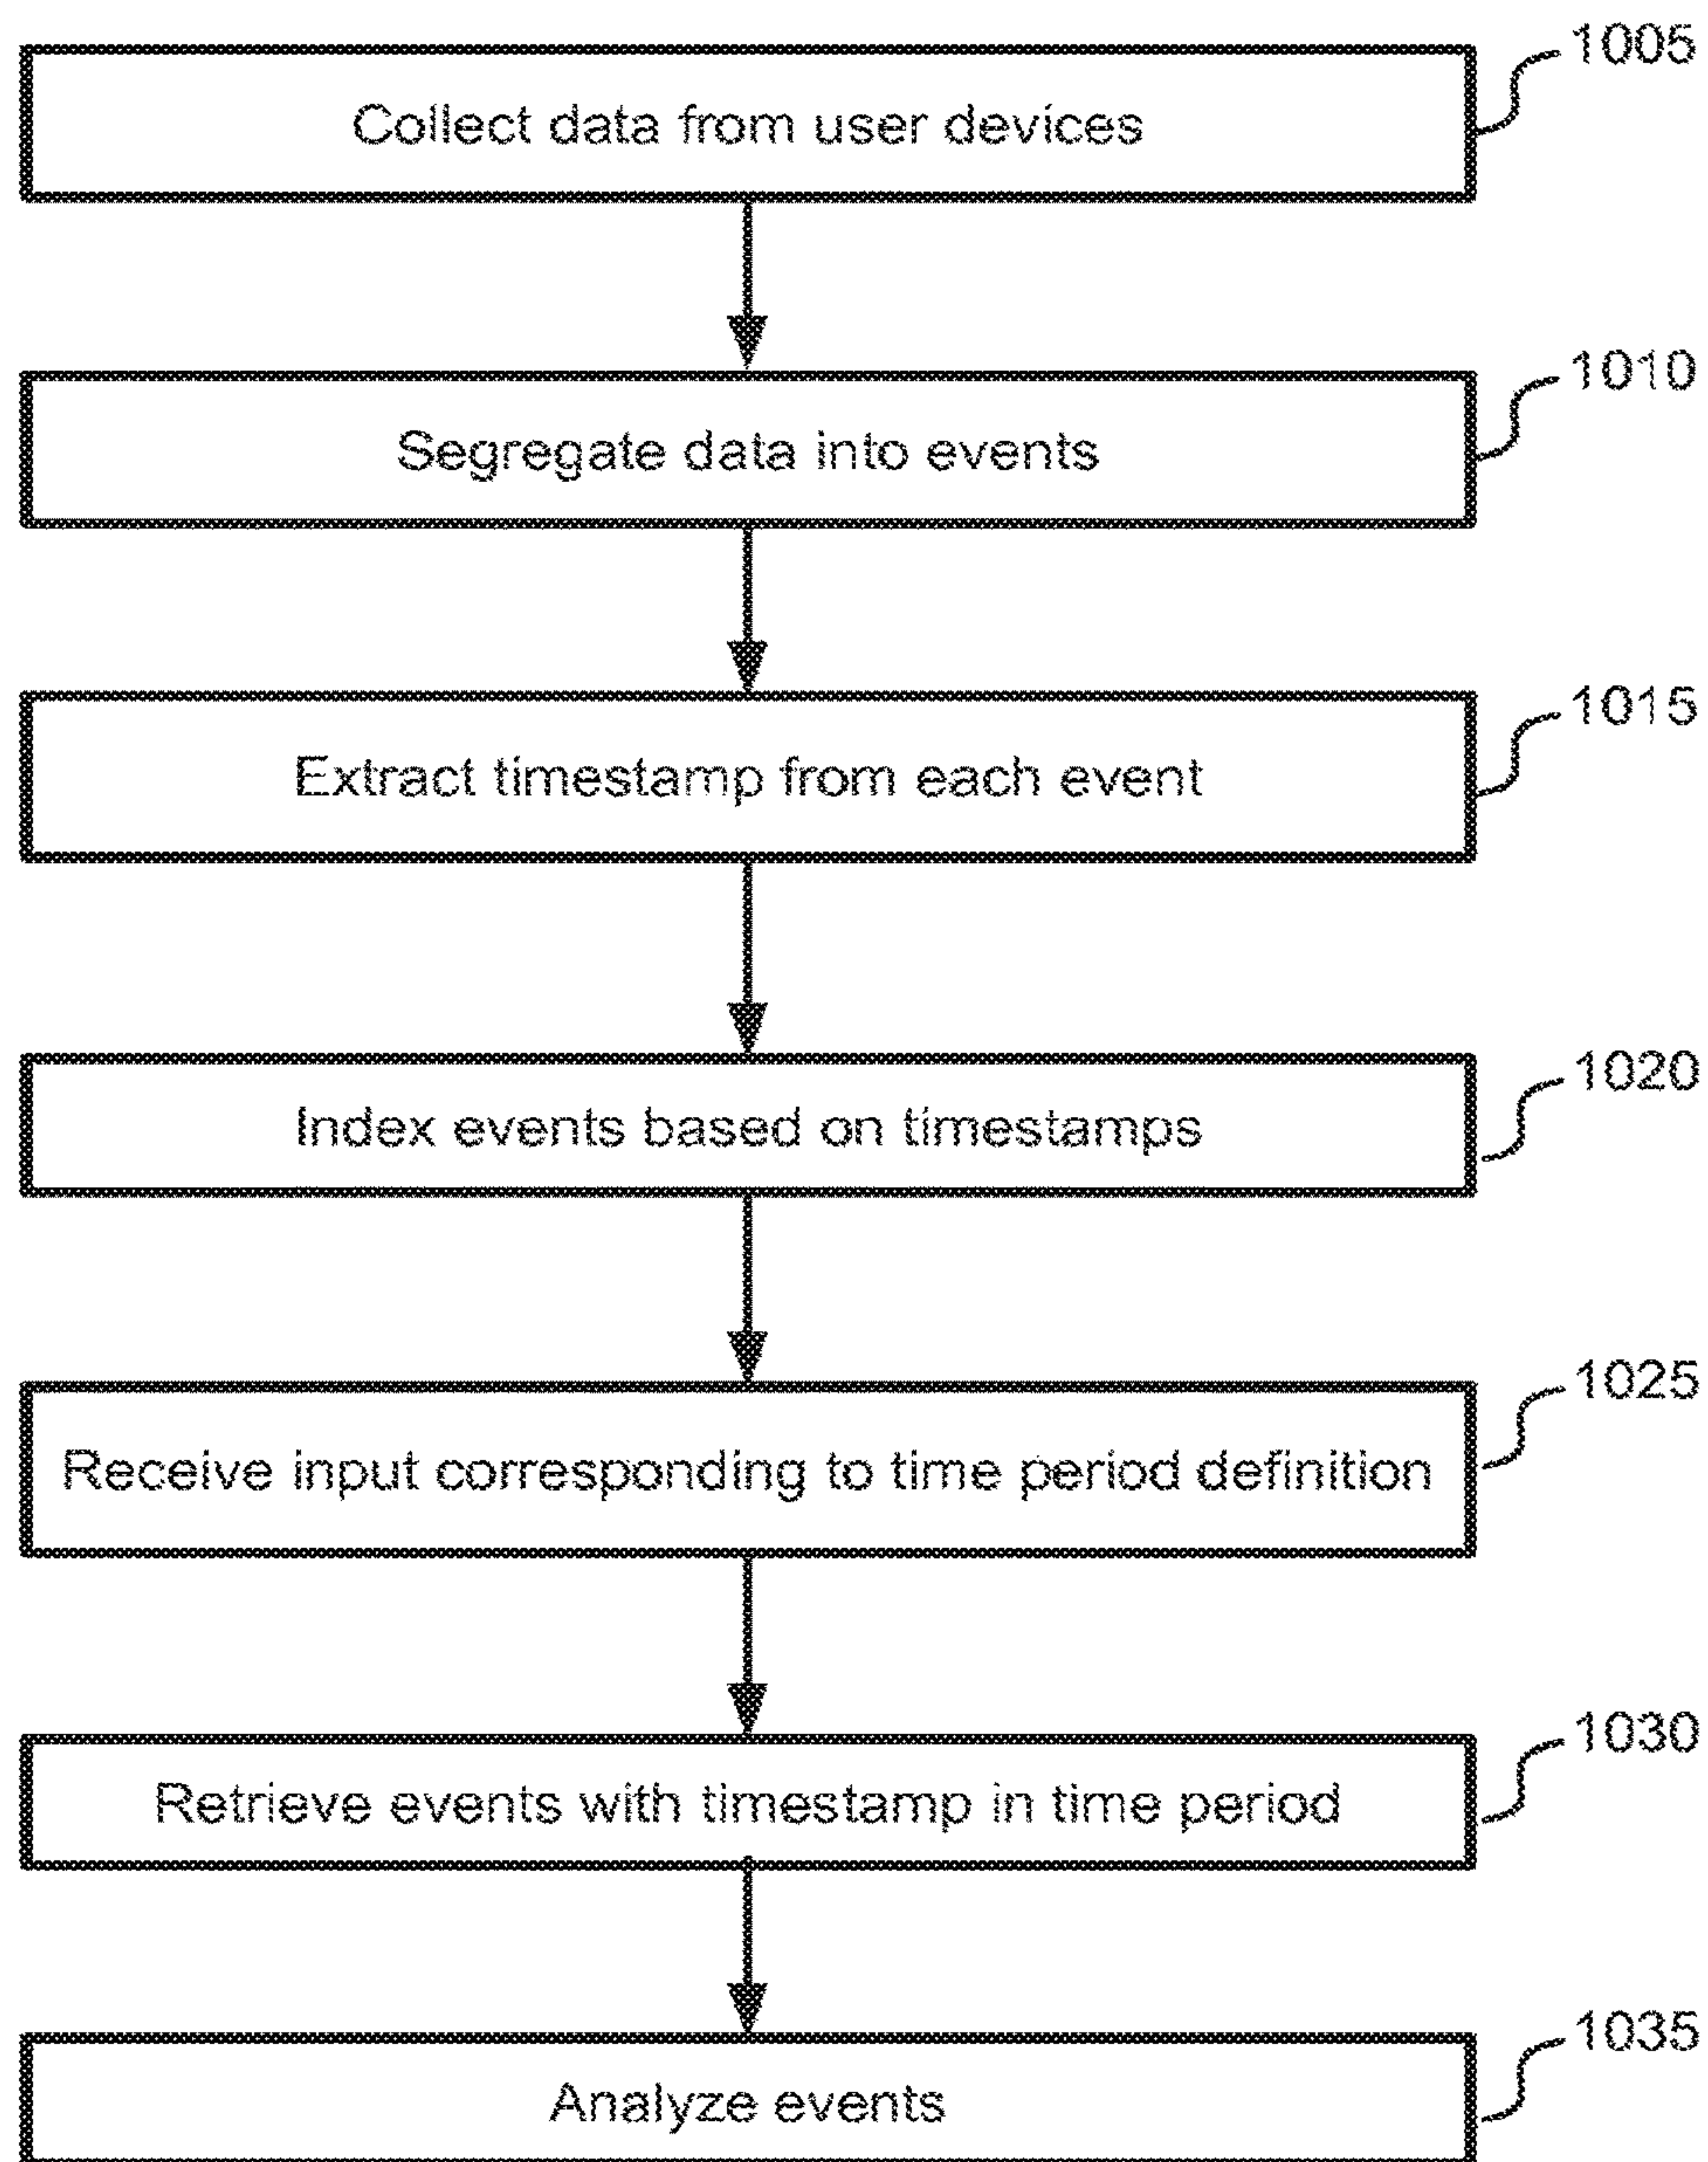 1005
Collect data from user devices
1010
Segregate data into events
1015
Extract timestamp from each event
1020
Index events based on timestamps
1025
Receive input corresponding to time period definition
1030
Retrieve events with timestamp in time period
1035
Analyze events